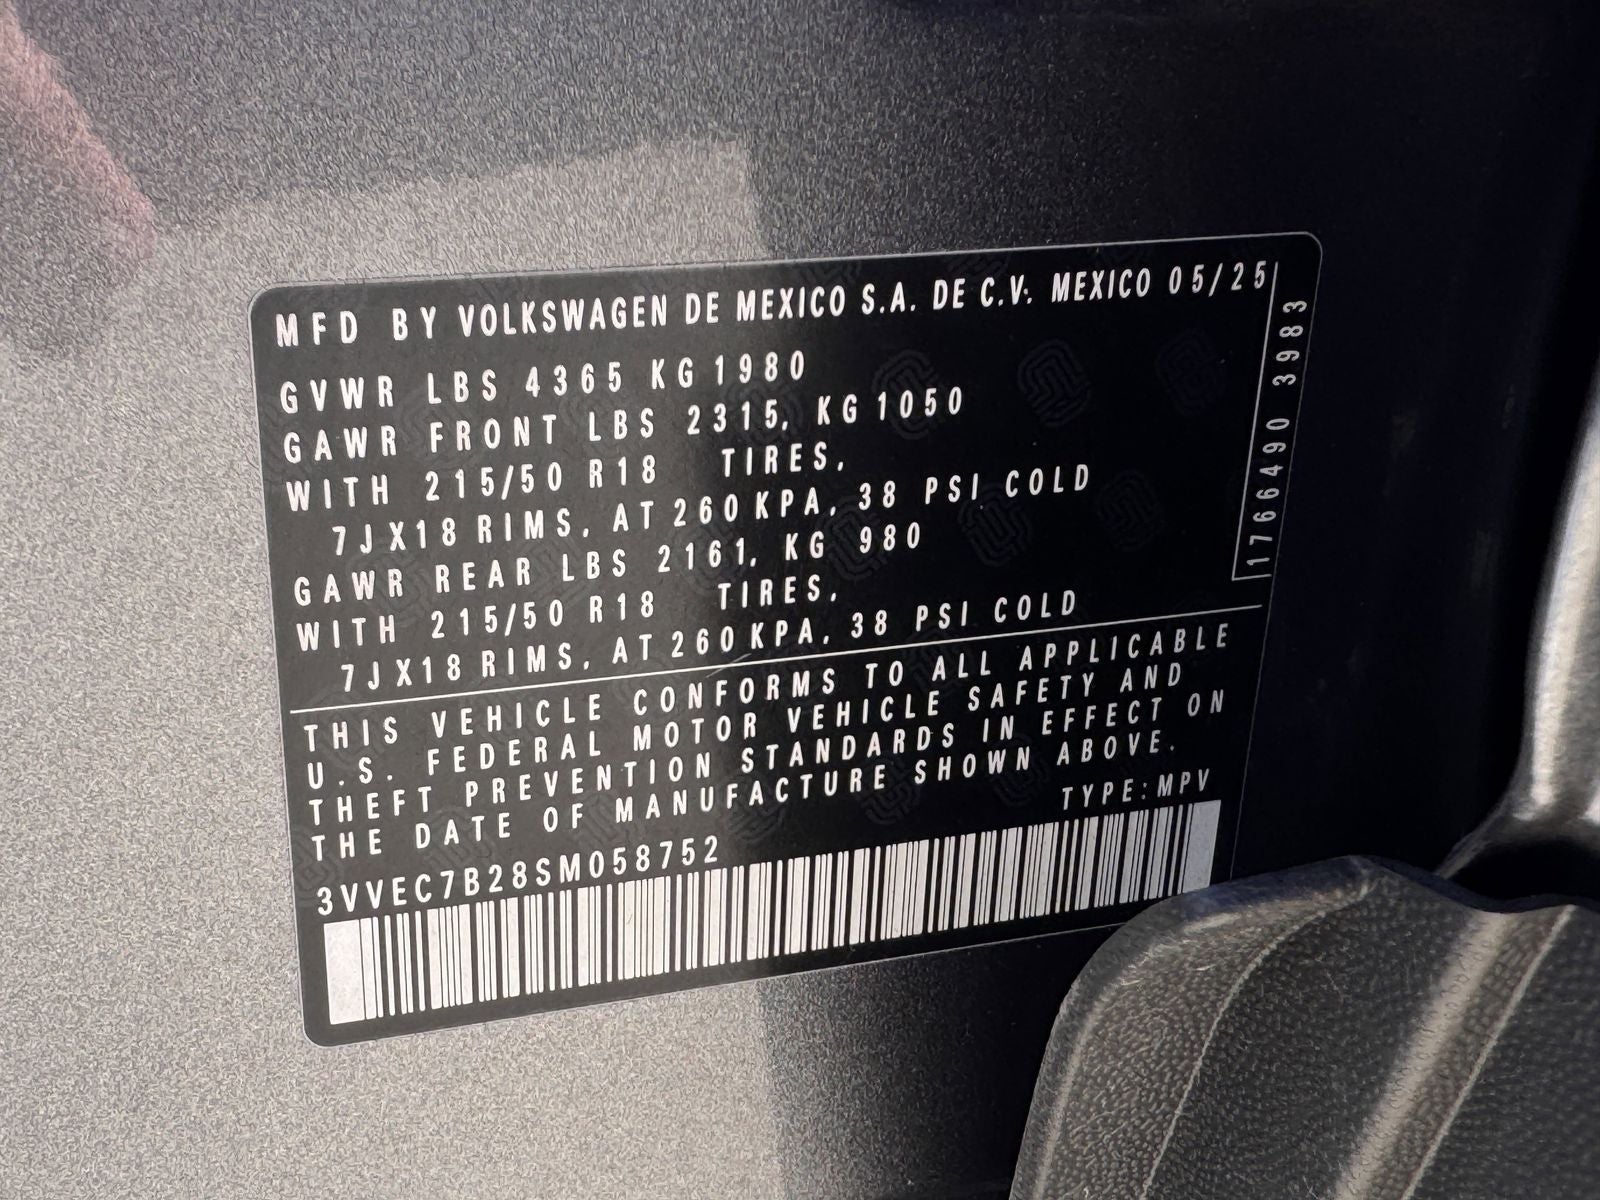 MFD BY VOLKSWAGEN DE MEXICO S.A. DE C.V. MEXICO 05/25
GVWR LBS 4365 KG 1980
GAWR FRONT LBS 2315, KG 1050
WITH 215/50 R18 TIRES,
7JX18 RIMS, AT 260 KPA, 38 PSI COLD
GAWR REAR LBS 2161, KG 980
WITH 215/50 R18 TIRES,
7JX18 RIMS, AT 260 KPA, 38 PSI COLD
THIS VEHICLE CONFORMS TO ALL APPLICABLE
U.S. FEDERAL MOTOR VEHICLE SAFETY AND
THEFT PREVENTION STANDARDS IN EFFECT ON
THE DATE OF MANUFACTURE SHOWN ABOVE.
TYPE:MPV
3VVEC7B28SM058752
1766490 3983